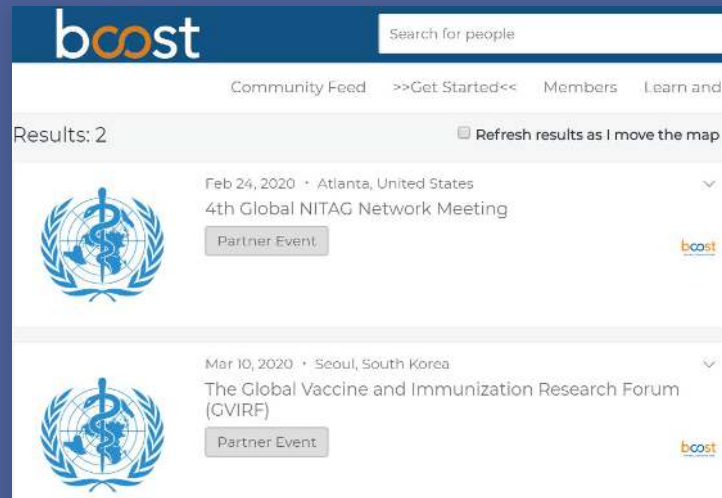 boost
Search for people
Community Feed >>Get Started<< Members Learn and
Results: 2
Refresh results as I move the map
Feb 24, 2020 · Atlanta, United States
4th Global NITAG Network Meeting
Partner Event
boost
Mar 10, 2020 · Seoul, South Korea
The Global Vaccine and Immunization Research Forum
(GVIRF)
Partner Event
boost